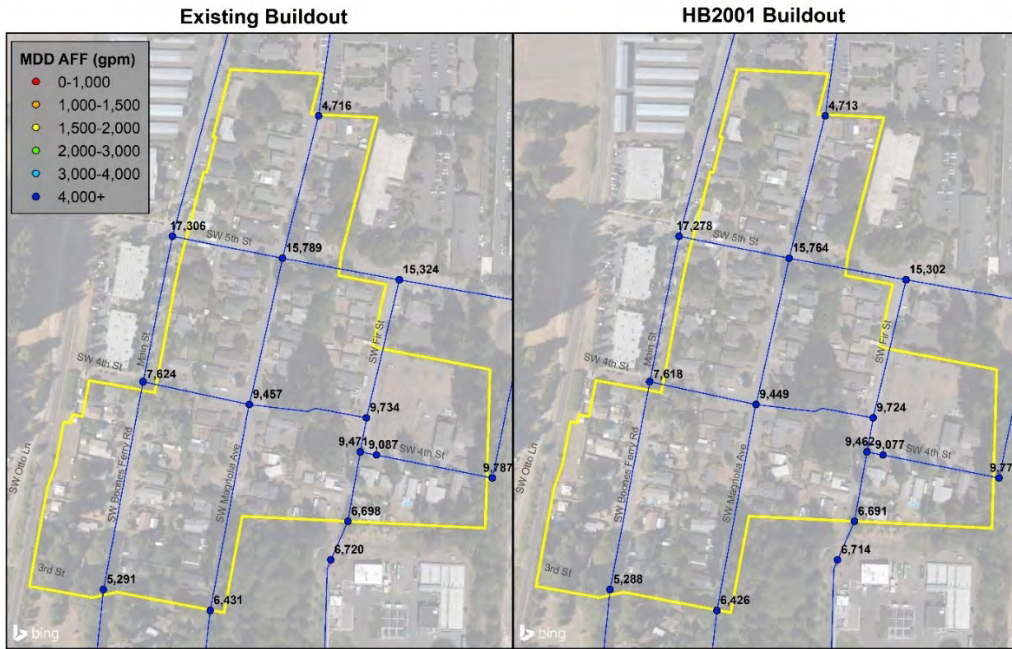 Existing Buildout
HB2001 Buildout
MDD AFF (gpm)
0-1,000
1,000-1,500
1,500-2,000
2,000-3,000
3,000-4,000
4,000+
4,716
17,306
SW 5th St
15,789
15,324
SW Fir St
Main St
SW 4th St
7,624
9,457
9,734
9,471
9,087
SW 4th St
9,787
SW Otto Ln
SW Boones Ferry Rd
SW Magnolia Ave
6,698
6,720
3rd St
5,291
6,431
bing
4,713
17,278
SW 5th St
15,764
15,302
SW Fir St
Main St
SW 4th St
7,618
9,449
9,724
9,462
9,077
SW 4th St
9,77
SW Otto Ln
SW Boones Ferry Rd
SW Magnolia Ave
6,691
6,714
3rd St
5,288
6,426
bing